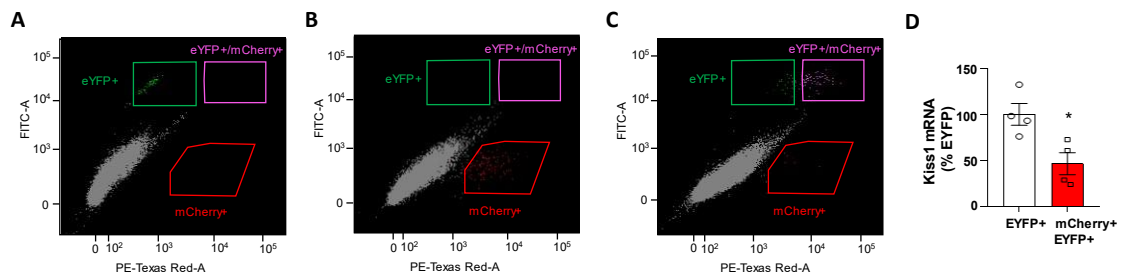 A
eYFP+/mCherry+
eYFP+
10⁵
10⁴
10³
0
FITC-A
mCherry+
0 10² 10³ 10⁴ 10⁵
PE-Texas Red-A
B
eYFP+/mCherry+
eYFP+
10⁵
10⁴
10³
0
FITC-A
mCherry+
0 10² 10³ 10⁴ 10⁵
PE-Texas Red-A
C
eYFP+/mCherry+
eYFP+
10⁵
10⁴
10³
0
FITC-A
mCherry+
0 10² 10³ 10⁴ 10⁵
PE-Texas Red-A
D
150
100
50
0
Kiss1 mRNA
(% EYFP)
*
EYFP+ mCherry+
EYFP+